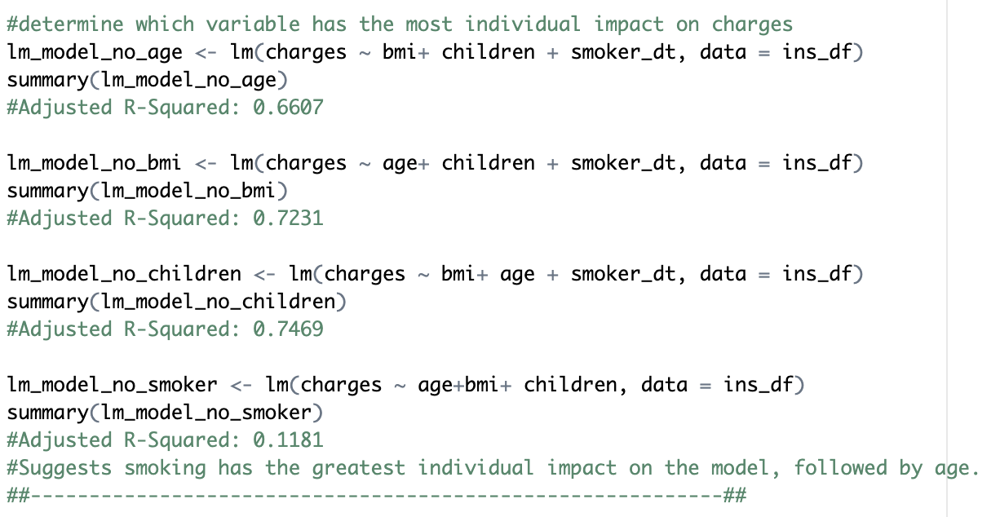 #determine which variable has the most individual impact on charges
lm_model_no_age <- lm(charges ~ bmi+ children + smoker_dt, data = ins_df)
summary(lm_model_no_age)
#Adjusted R-Squared: 0.6607
lm_model_no_bmi <- lm(charges ~ age+ children + smoker_dt, data = ins_df)
summary(lm_model_no_bmi)
#Adjusted R-Squared: 0.7231
lm_model_no_children <- lm(charges ~ bmi+ age + smoker_dt, data = ins_df)
summary(lm_model_no_children)
#Adjusted R-Squared: 0.7469
lm_model_no_smoker <- lm(charges ~ age+bmi+ children, data = ins_df)
summary(lm_model_no_smoker)
#Adjusted R-Squared: 0.1181
#Suggests smoking has the greatest individual impact on the model, followed by age.
##-----------------------------------------------------------##